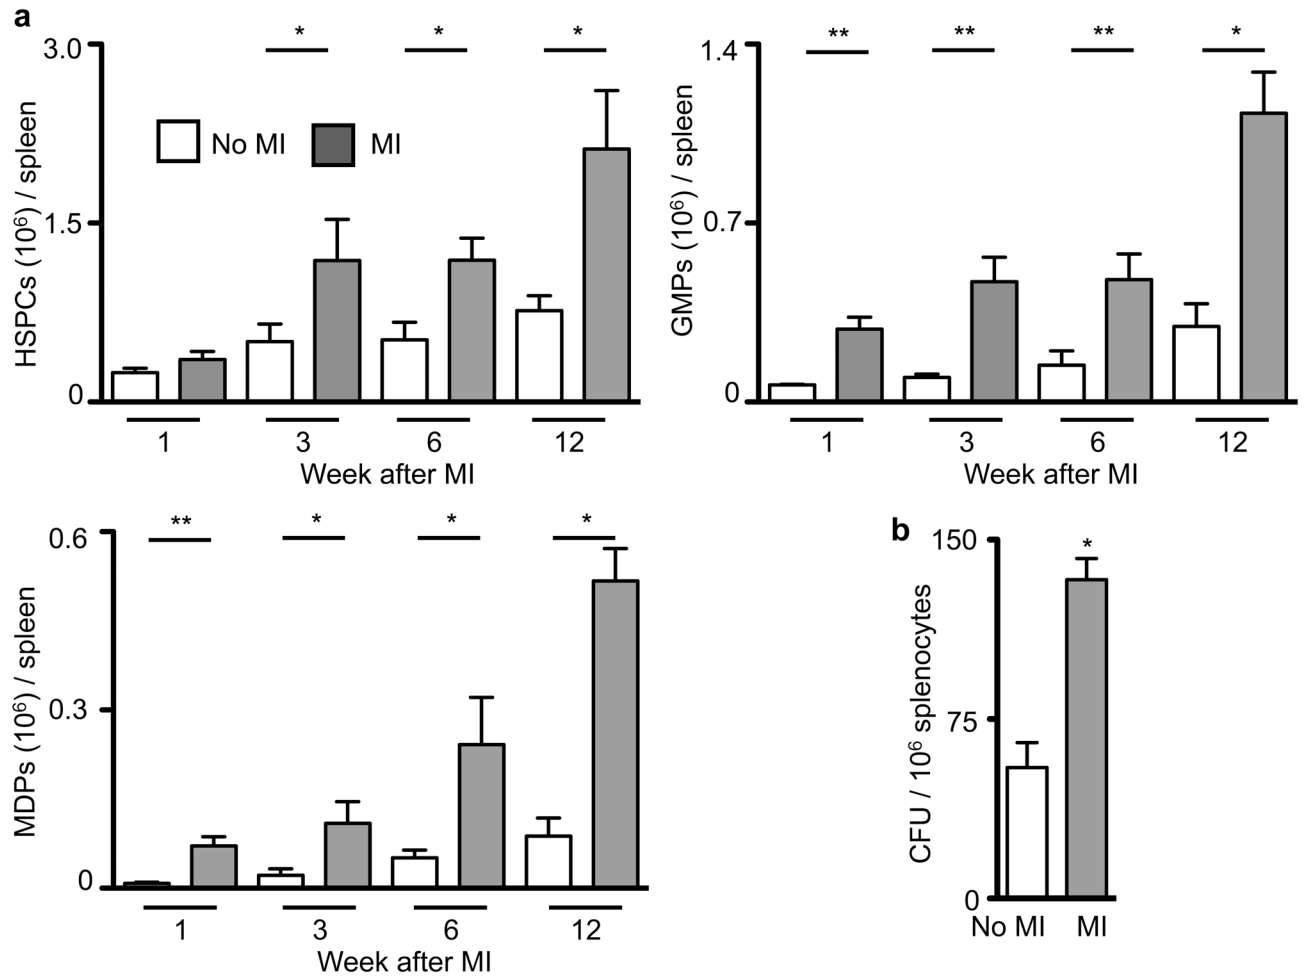 a
HSPCs (10⁶) / spleen
3.0
1.5
0
* * *
No MI MI
1 3 6 12
Week after MI
GMPs (10⁶) / spleen
1.4
0.7
0
** ** ** *
1 3 6 12
Week after MI
MDPs (10⁶) / spleen
0.6
0.3
0
** * * *
1 3 6 12
Week after MI
b
CFU / 10⁶ splenocytes
150
75
0
*
No MI MI